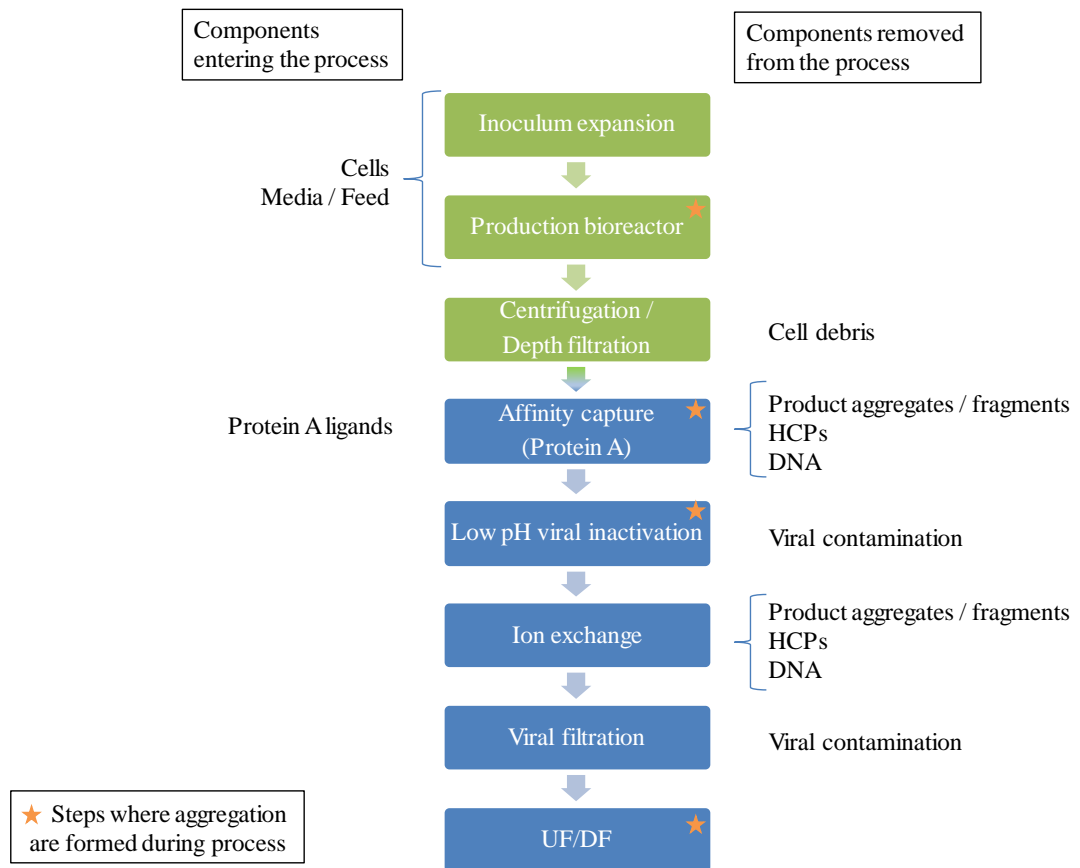 Components
entering the process
Components removed
from the process
Inoculum expansion
Cells
Media / Feed
Production bioreactor
Centrifugation /
Depth filtration
Cell debris
Protein A ligands
Affinity capture
(Protein A)
Product aggregates / fragments
HCPs
DNA
Low pH viral inactivation
Viral contamination
Ion exchange
Product aggregates / fragments
HCPs
DNA
Viral filtration
Viral contamination
UF/DF
Steps where aggregation
are formed during process